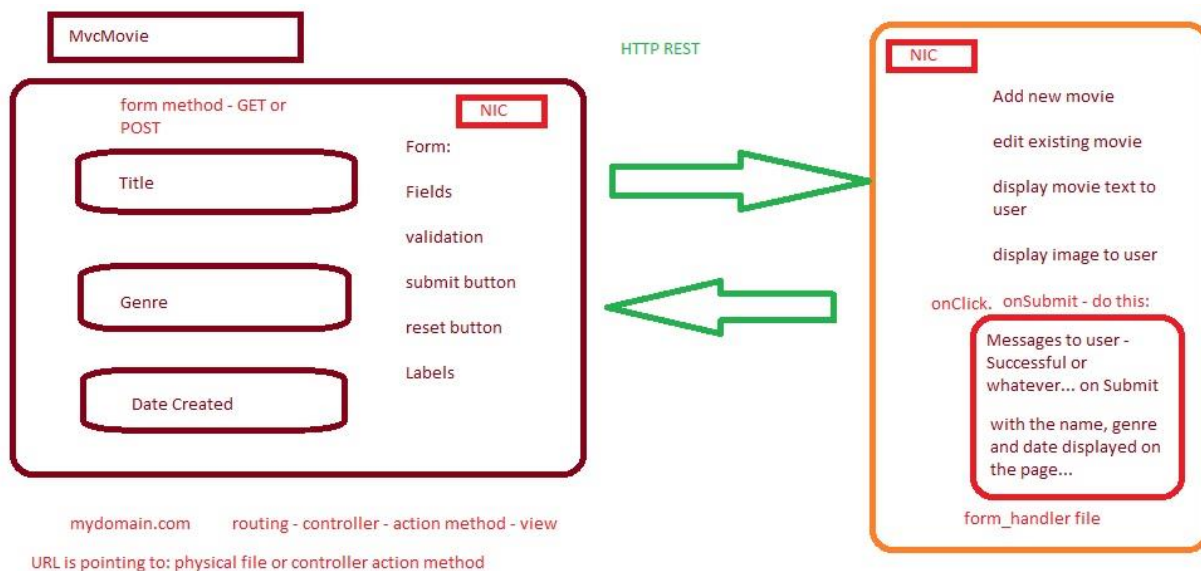 MvcMovie
HTTP REST
form method - GET or
POST
NIC
Title
Genre
Date Created
Form:
Fields
validation
submit button
reset button
Labels
NIC
Add new movie
edit existing movie
display movie text to
user
display image to user
onClick. onSubmit - do this:
Messages to user -
Successful or
whatever... on Submit
with the name, genre
and date displayed on
the page...
form_handler file
mydomain.com routing - controller - action method - view
URL is pointing to: physical file or controller action method